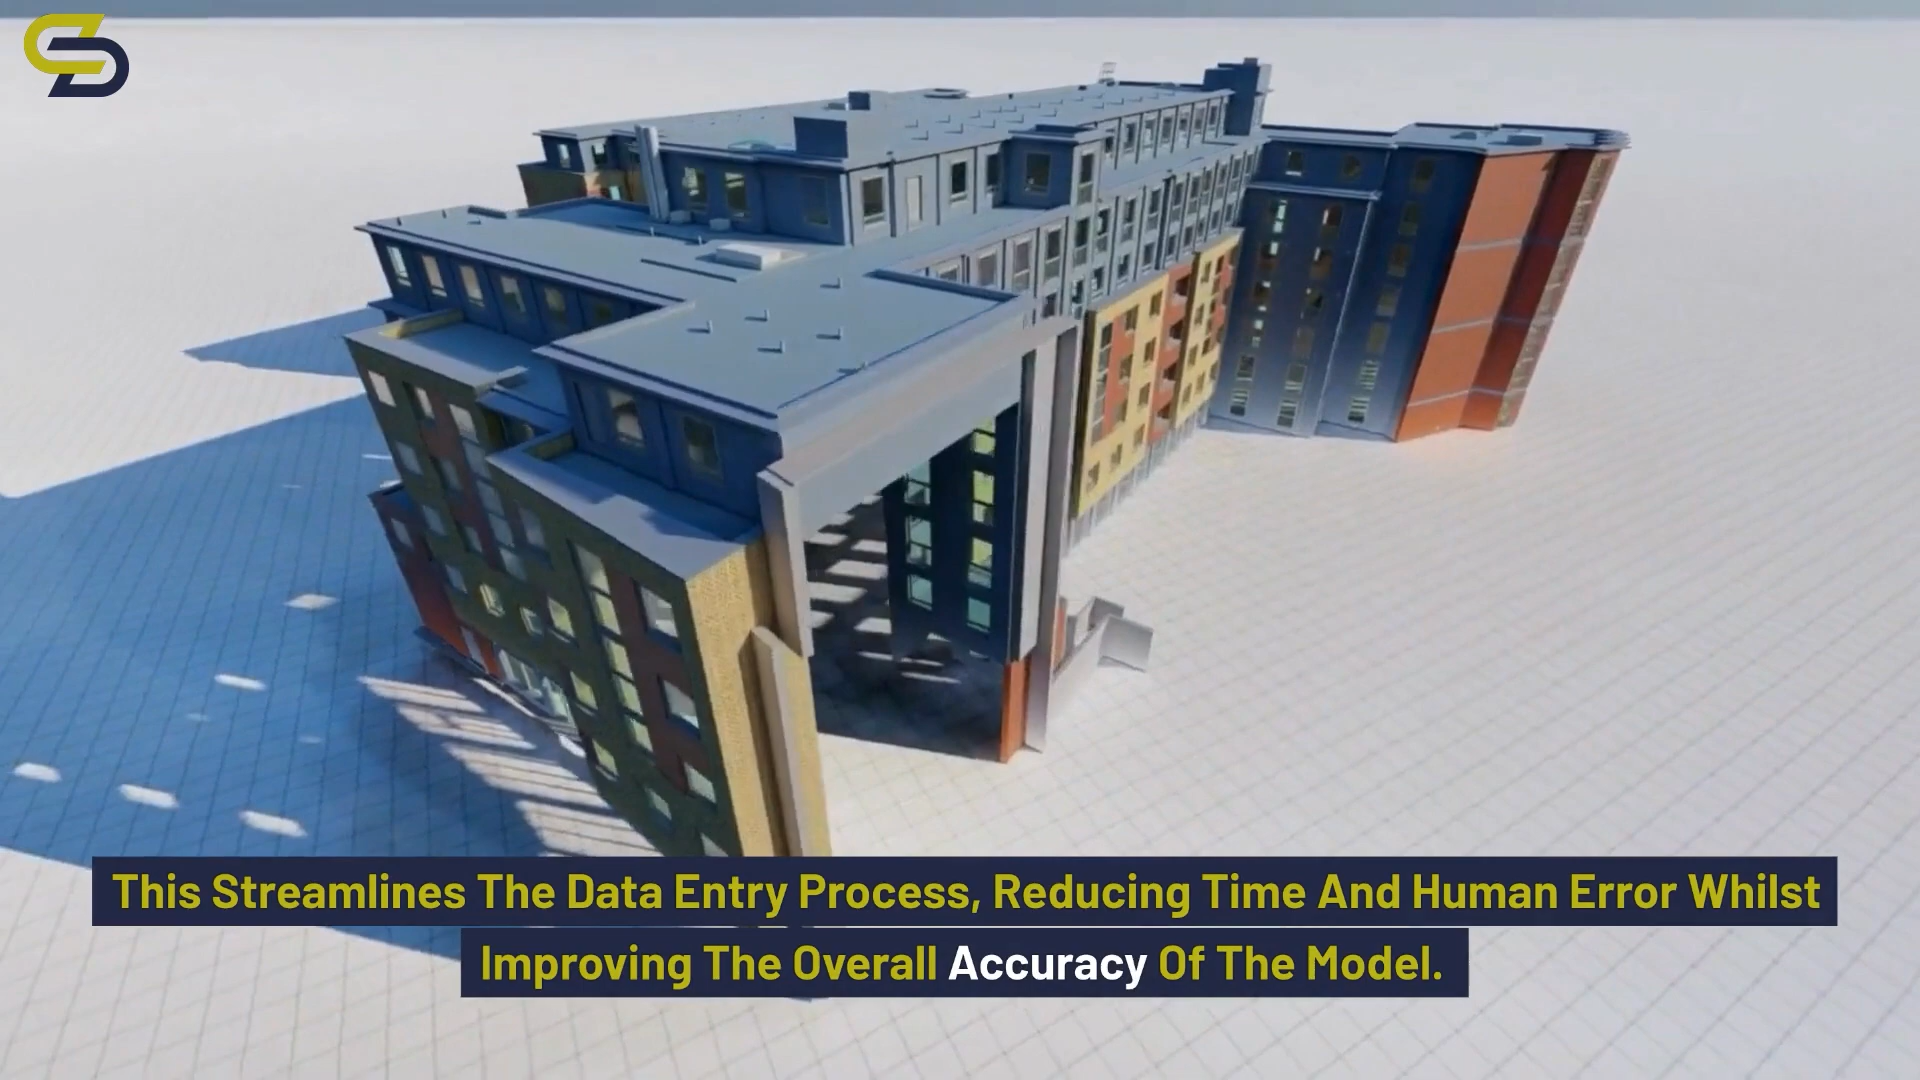 This Streamlines The Data Entry Process, Reducing Time And Human Error Whilst
Improving The Overall Accuracy Of The Model.